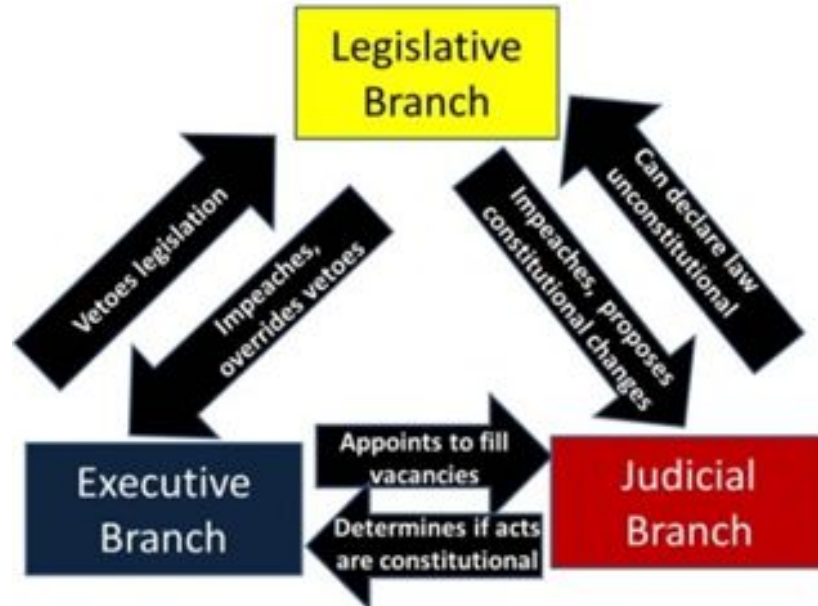 Legislative
Branch
Vetoes legislation
Impeaches,
overrides vetoes
Impeaches, proposes
constitutional changes
Can declare law
unconstitutional
Executive
Branch
Appoints to fill
vacancies
Determines if acts
are constitutional
Judicial
Branch